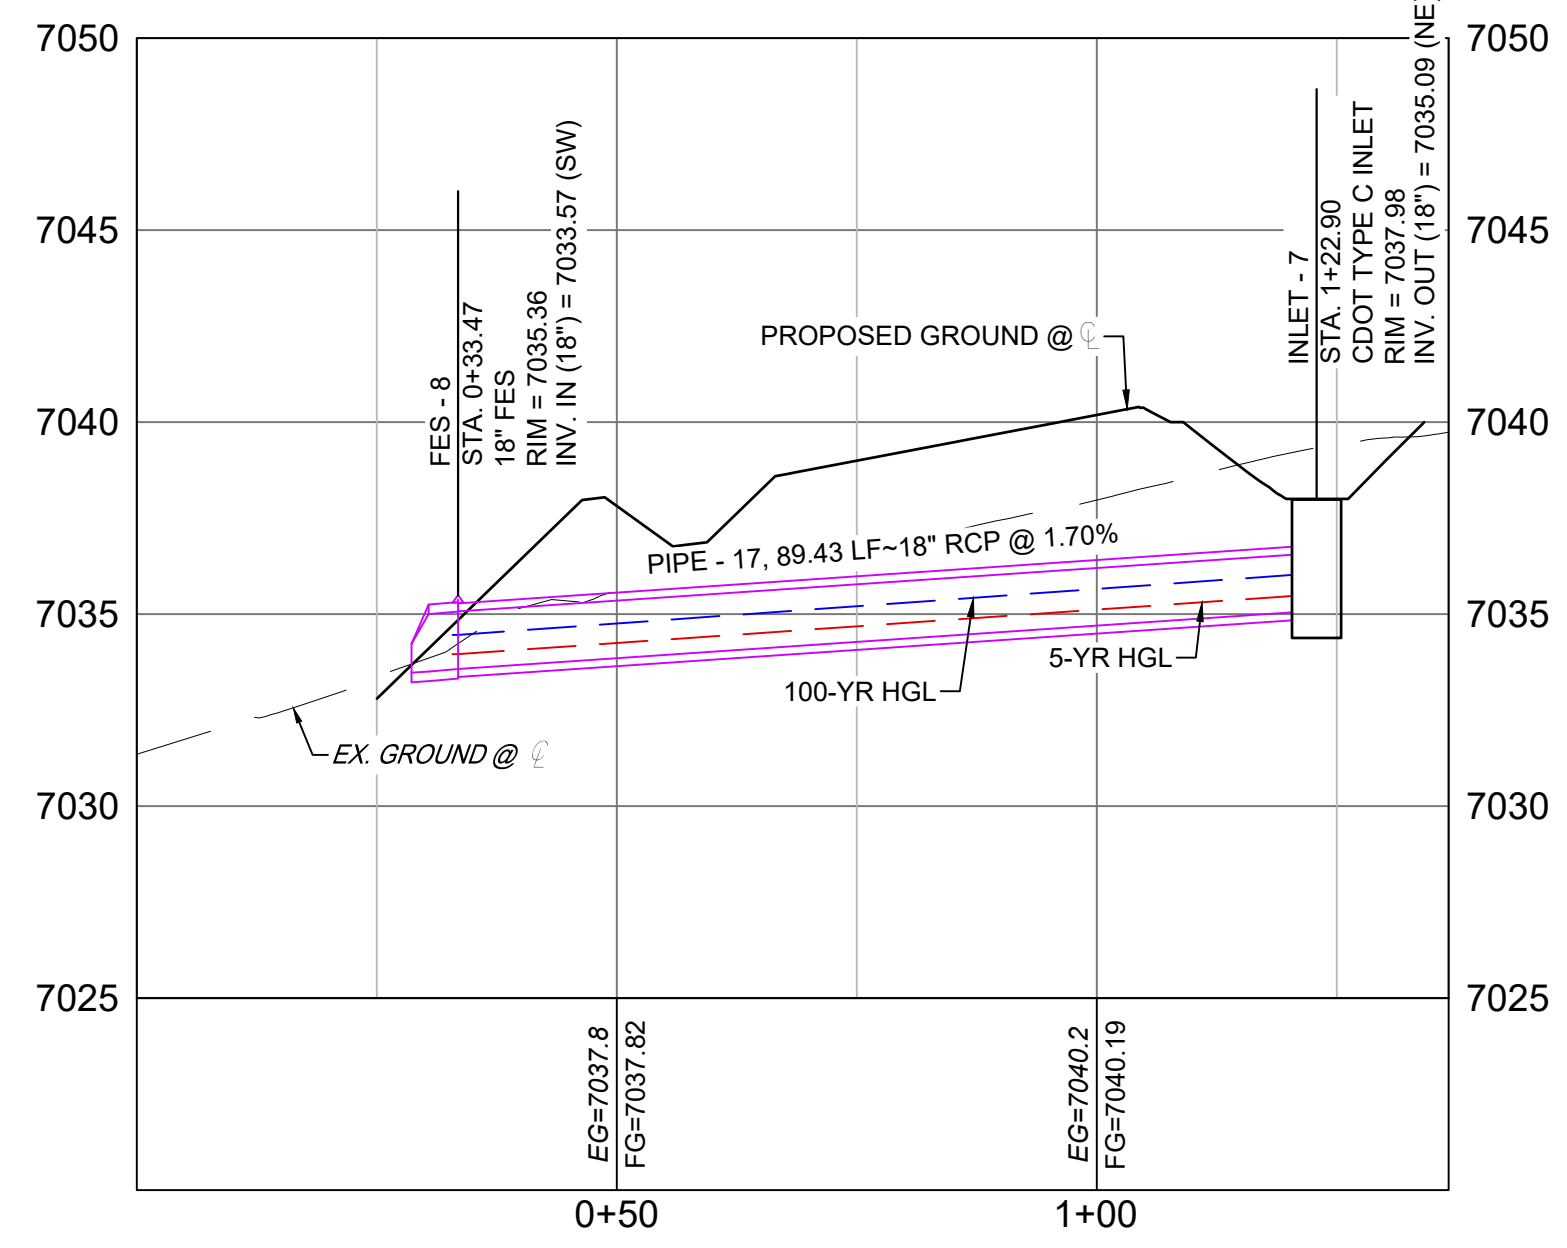 7050
7045
7040
7035
7030
7025
7050
7045
7040
7035
7030
7025
FES - 8
STA. 0+33.47
18" FES
RIM = 7035.36
INV. IN (18") = 7033.57 (SW)
INLET - 7
STA. 1+22.90
CDOT TYPE C INLET
RIM = 7037.98
INV. OUT (18") = 7035.09 (NE)
PROPOSED GROUND @ ℄
PIPE - 17, 89.43 LF~18" RCP @ 1.70%
5-YR HGL
100-YR HGL
EX. GROUND @ ℄
EG=7037.8
FG=7037.82
EG=7040.2
FG=7040.19
0+50
1+00